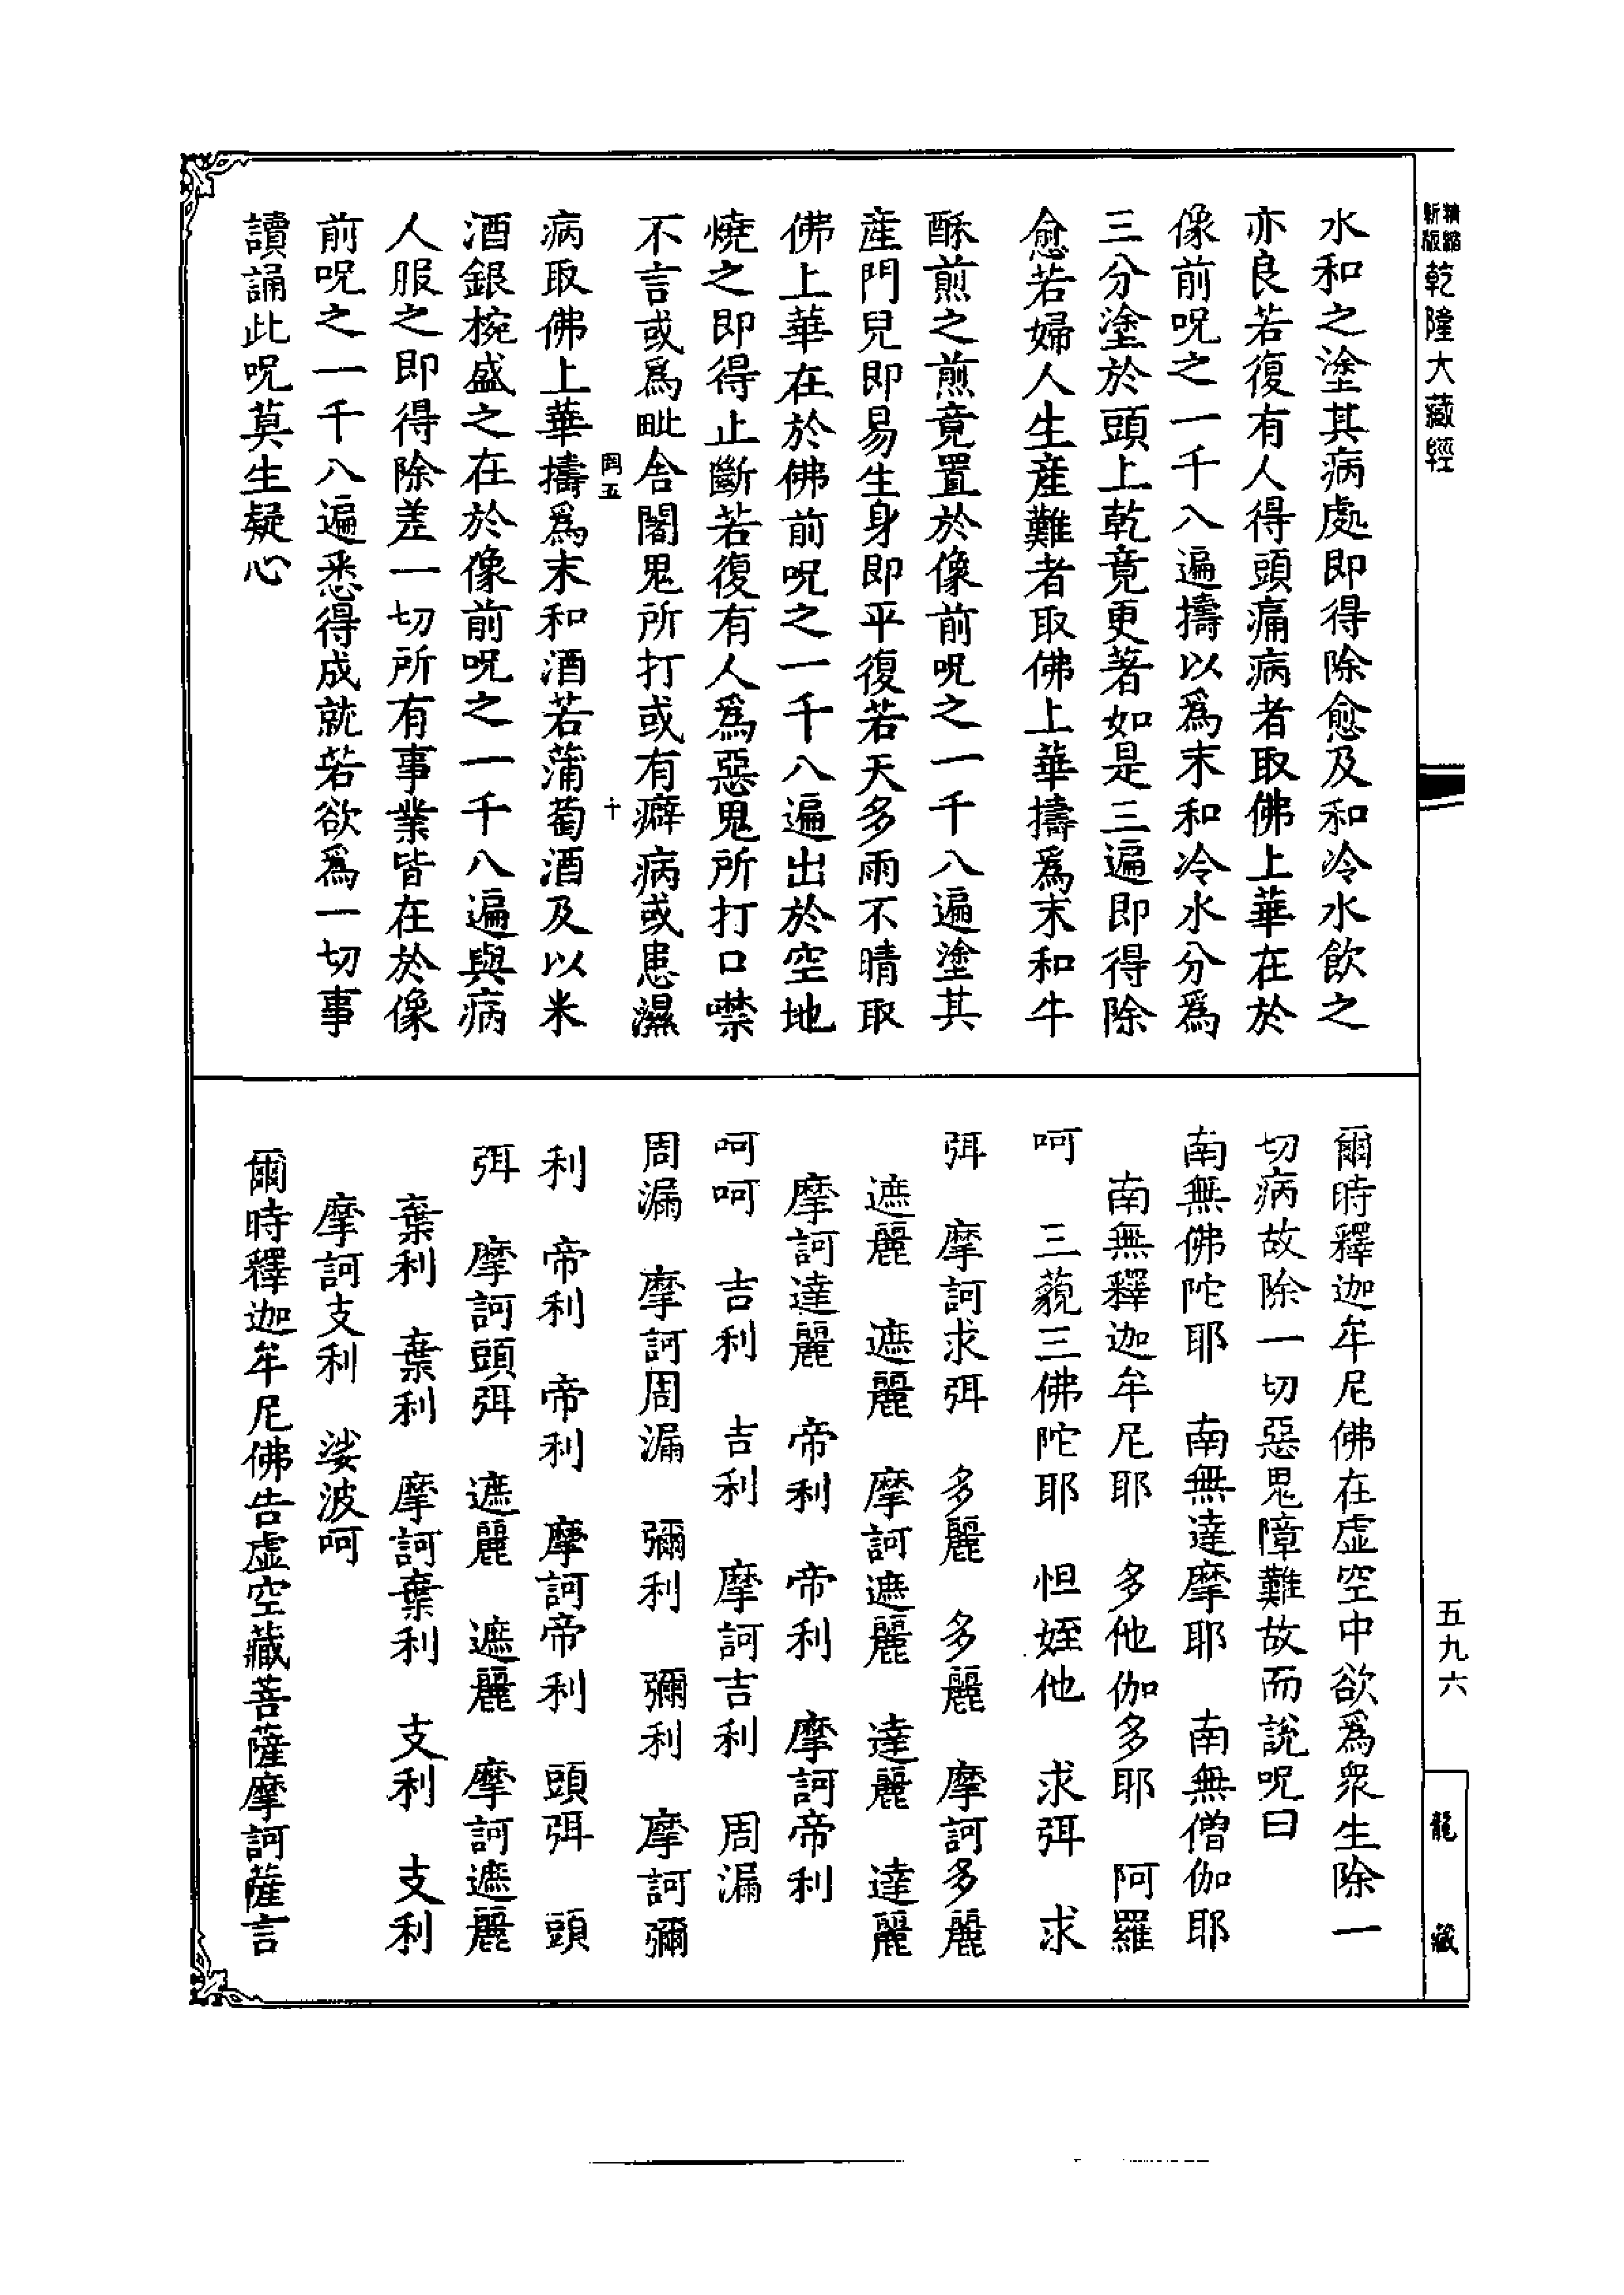 新版精縮乾隆大藏經
水和之塗其病處即得除愈及和冷水飲之
亦良若復有人得頭痛病者取佛上華在於
像前呪之一千八遍擣以爲末和冷水分爲
三分塗於頭上乾竟更著如是三遍即得除
愈若婦人生產難者取佛上華擣爲末和牛
酥煎之煎竟置於像前呪之一千八遍塗其
產門兒即易生身即平復若天多雨不晴取
佛上華在於佛前呪之一千八遍出於空地
燒之即得止斷若復有人爲惡鬼所打口噤
不言或爲毗舍闍鬼所打或有癖病或患濕
罔五
十
病取佛上華擣爲末和酒若蒲萄酒及以米
酒銀椀盛之在於像前呪之一千八遍與病
人服之即得除差一切所有事業皆在於像
前呪之一千八遍悉得成就若欲爲一切事
讀誦此呪莫生疑心
爾時釋迦牟尼佛在虛空中欲爲衆生除一
切病故除一切惡鬼障難故而説呪曰
南無佛陀耶 南無達摩耶 南無僧伽耶
南無釋迦牟尼耶 多他伽多耶 阿羅
呵 三藐三佛陀耶 怛姪他 求弭 求
弭 摩訶求弭 多麗 多麗 摩訶多麗
遮麗 遮麗 摩訶遮麗 達麗 達麗
摩訶達麗 帝利 帝利 摩訶帝利
呵呵 吉利 吉利 摩訶吉利 周漏
周漏 摩訶周漏 彌利 彌利 摩訶彌
利 帝利 帝利 摩訶帝利 頭弭 頭
弭 摩訶頭弭 遮麗 遮麗 摩訶遮麗
棄利 棄利 摩訶棄利 支利 支利
摩訶支利 娑波呵
爾時釋迦牟尼佛告虛空藏菩薩摩訶薩言
五九六
龍藏